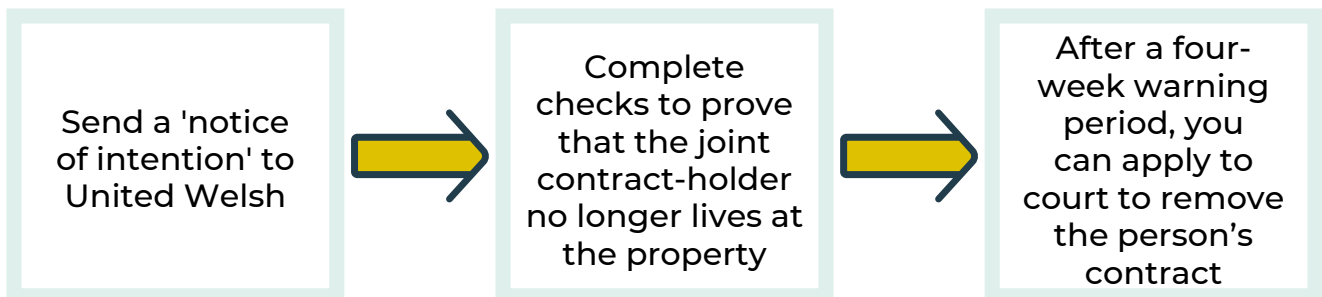 Send a 'notice
of intention' to
United Welsh
Complete
checks to prove
that the joint
contract-holder
no longer lives at
the property
After a four-
week warning
period, you
can apply to
court to remove
the person’s
contract